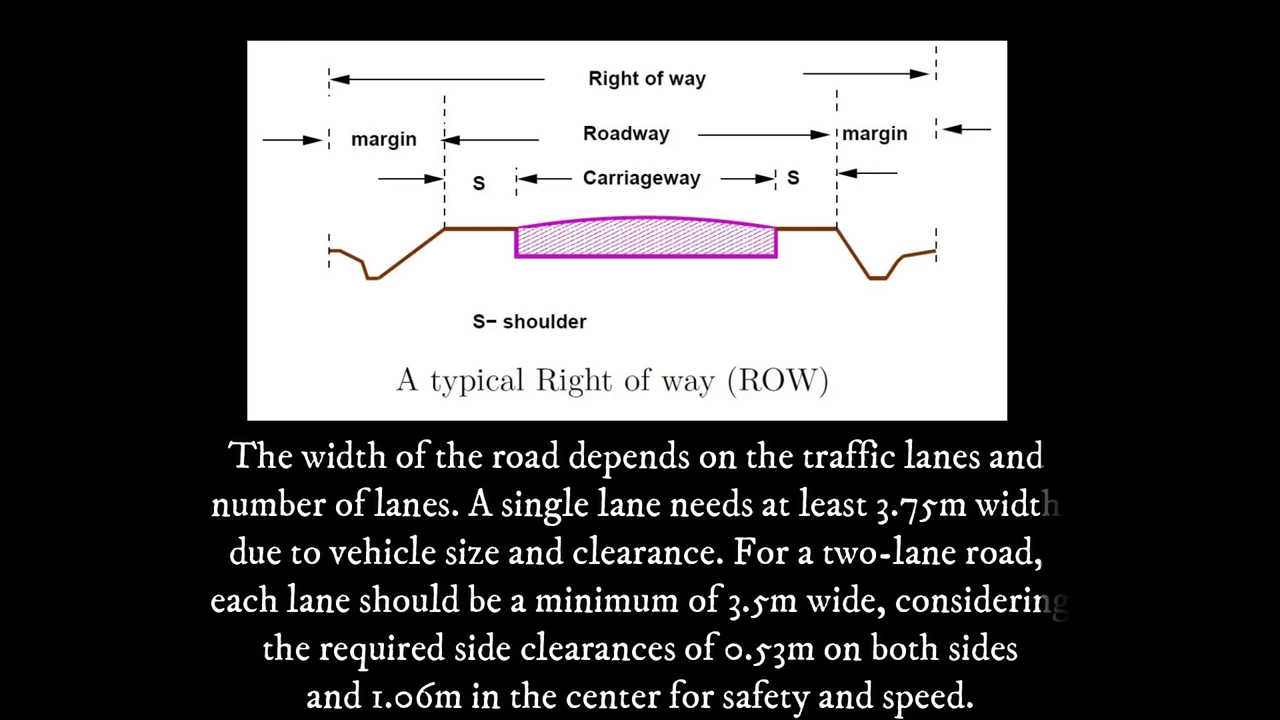 Right of way
margin
Roadway
margin
S
Carriageway
S
S- shoulder
A typical Right of way (ROW)
The width of the road depends on the traffic lanes and
number of lanes. A single lane needs at least 3.75m width
due to vehicle size and clearance. For a two-lane road,
each lane should be a minimum of 3.5m wide, considering
the required side clearances of 0.53m on both sides
and 1.06m in the center for safety and speed.